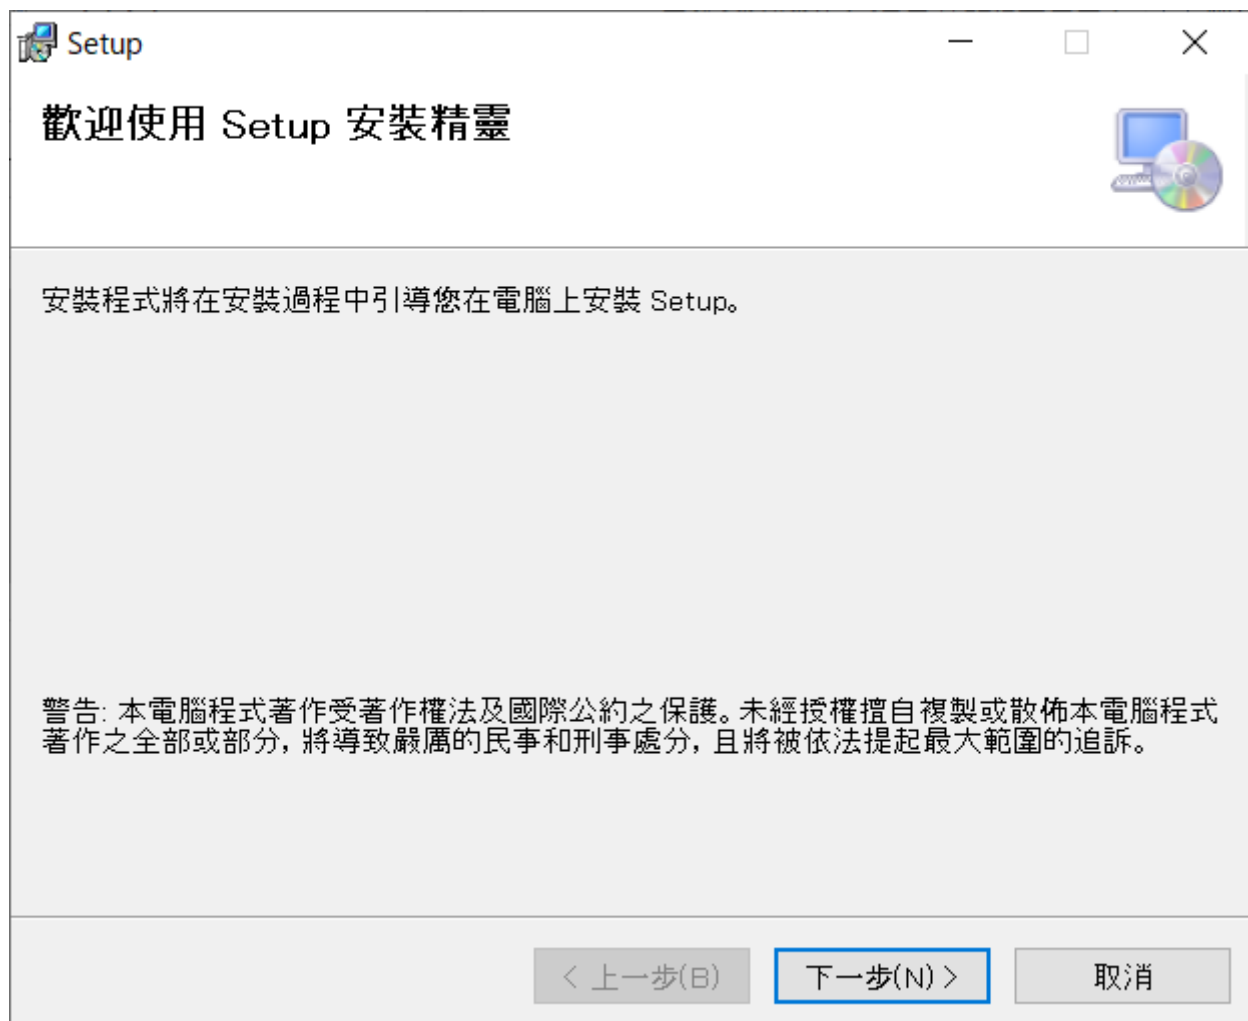 Setup
歡迎使用 Setup 安裝精靈
安裝程式將在安裝過程中引導您在電腦上安裝 Setup。
警告: 本電腦程式著作受著作權法及國際公約之保護。未經授權擅自複製或散佈本電腦程式
著作之全部或部分, 將導致嚴厲的民事和刑事處分, 且將被依法提起最大範圍的追訴。
< 上一步(B)
下一步(N) >
取消